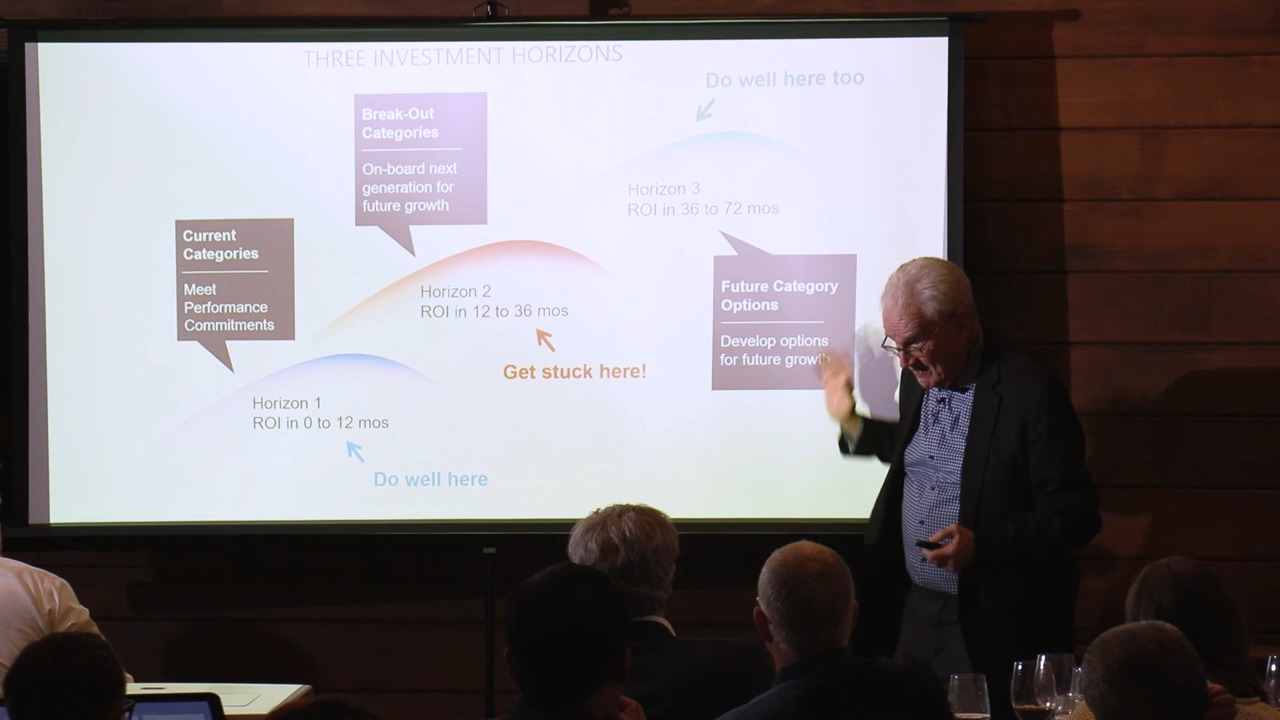 THREE INVESTMENT HORIZONS
Do well here too
Break-Out
Categories
On-board next
generation for
future growth
Horizon 3
ROI in 36 to 72 mos
Current
Categories
Meet
Performance
Commitments
Horizon 2
ROI in 12 to 36 mos
Get stuck here!
Future Category
Options
Develop options
for future growth
Horizon 1
ROI in 0 to 12 mos
Do well here